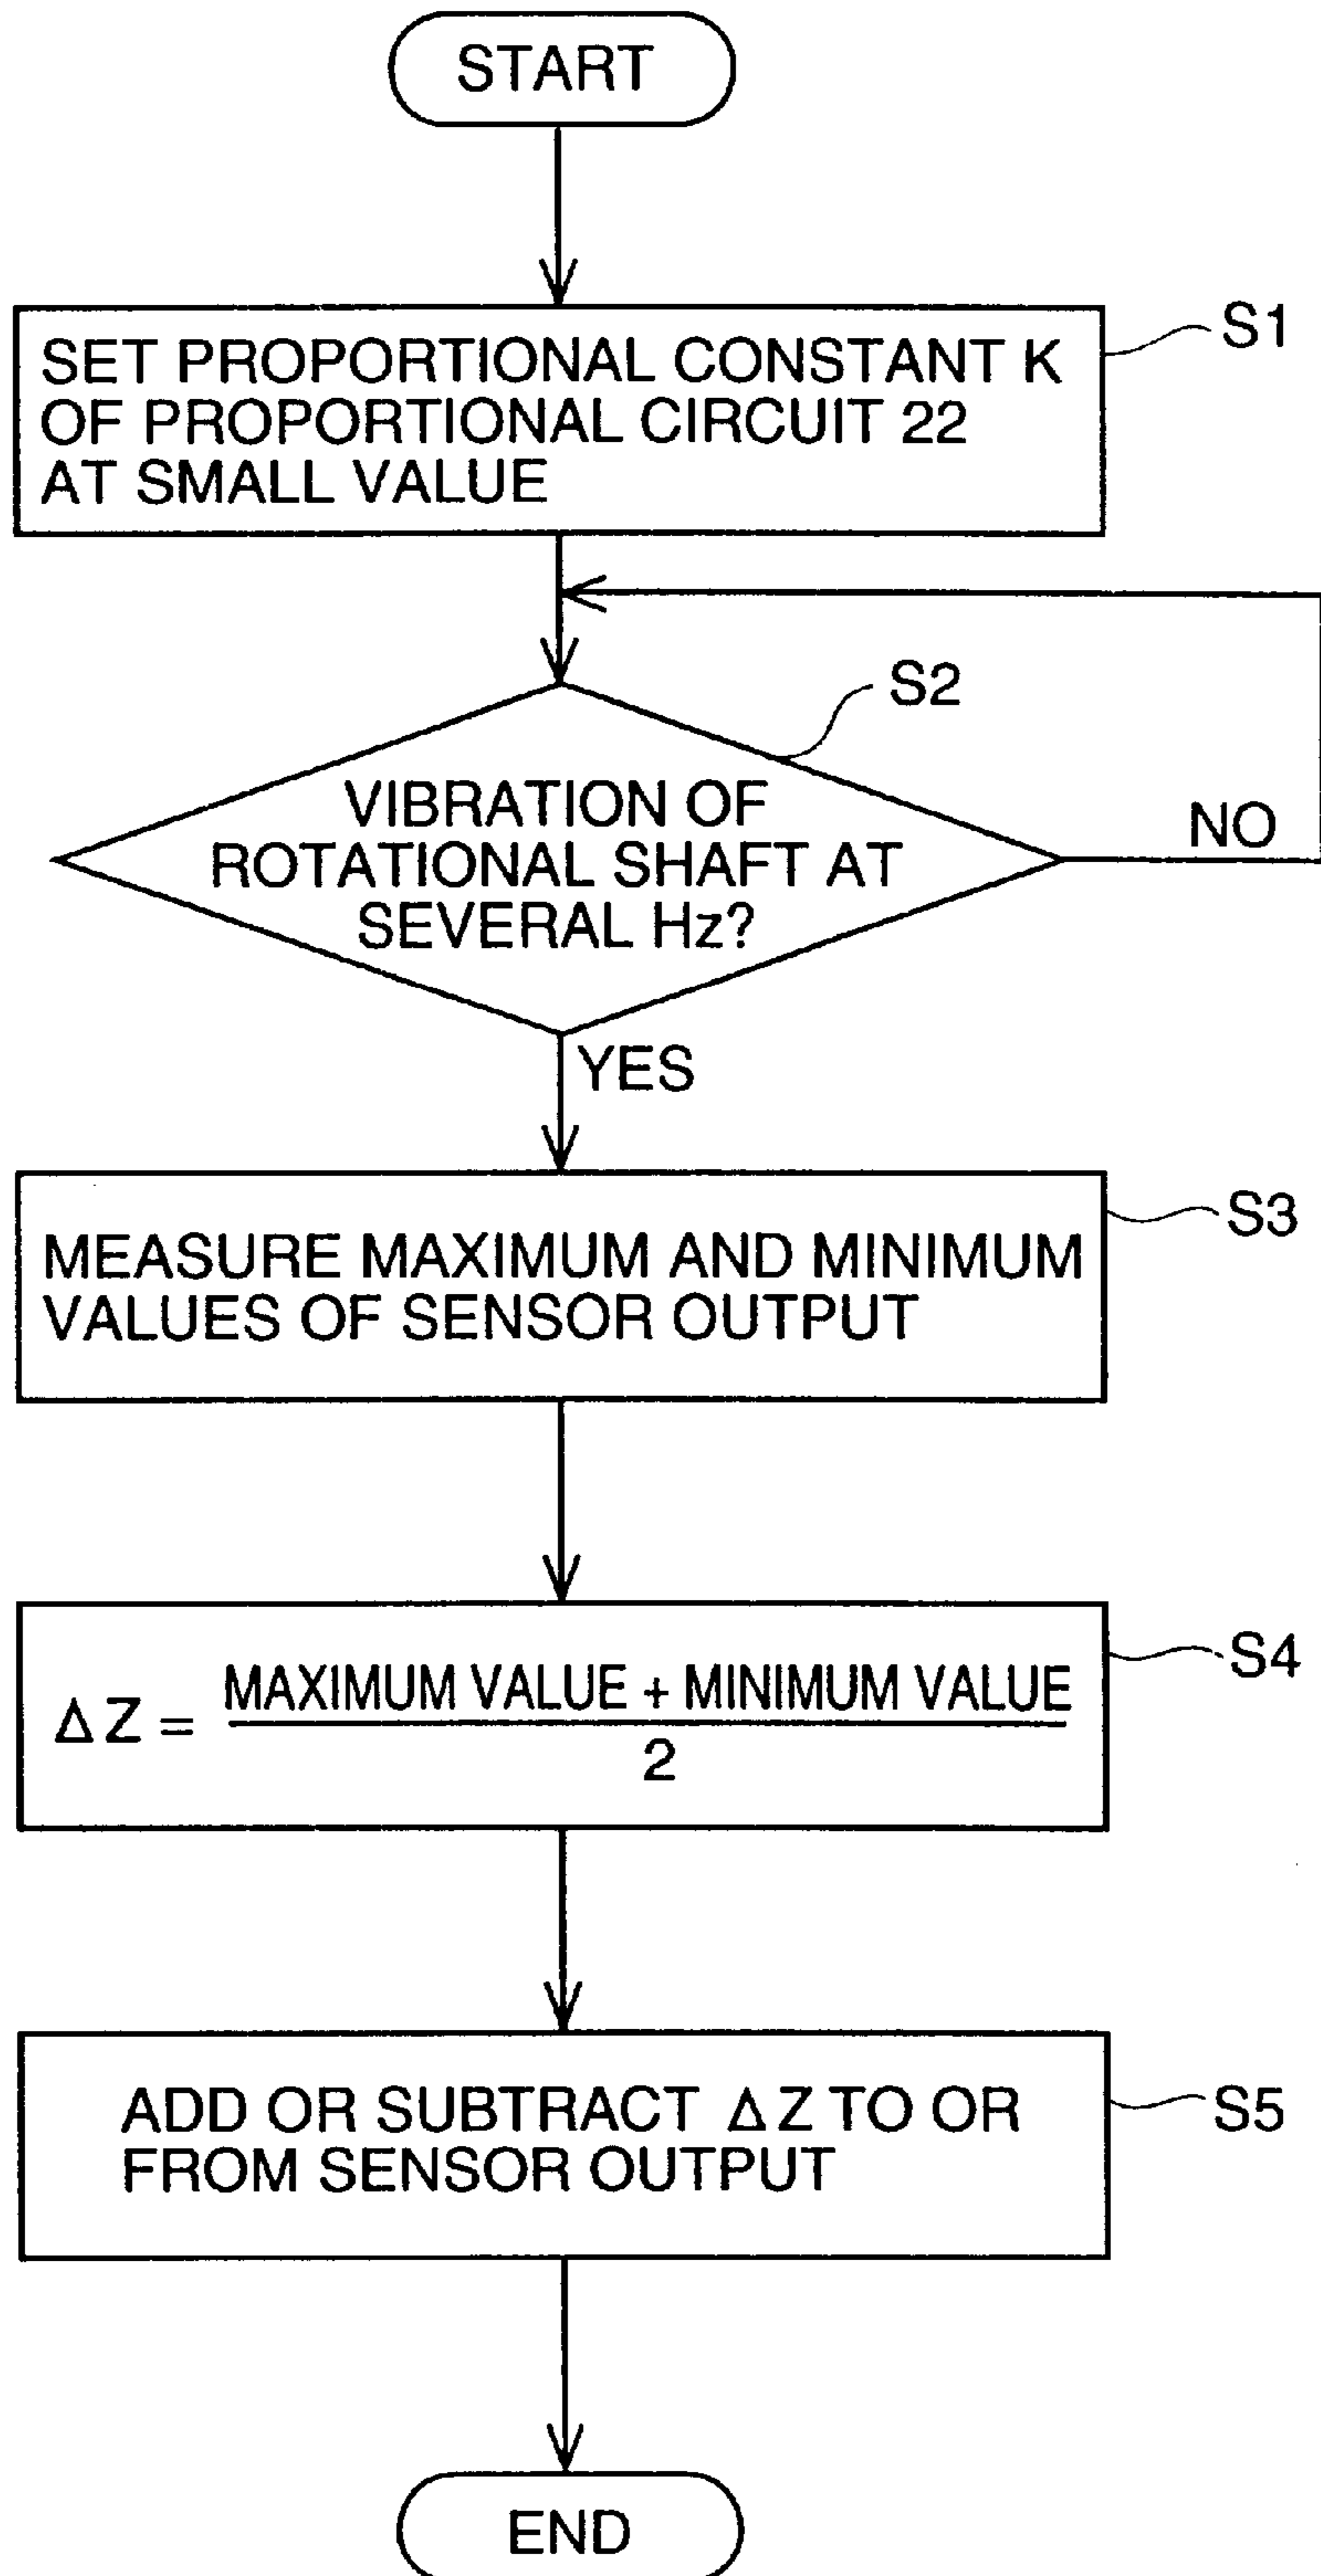 START
SET PROPORTIONAL CONSTANT K
OF PROPORTIONAL CIRCUIT 22
AT SMALL VALUE
S1
S2
VIBRATION OF
ROTATIONAL SHAFT AT
SEVERAL Hz?
NO
YES
MEASURE MAXIMUM AND MINIMUM
VALUES OF SENSOR OUTPUT
S3
ΔZ = MAXIMUM VALUE + MINIMUM VALUE
2
S4
ADD OR SUBTRACT ΔZ TO OR
FROM SENSOR OUTPUT
S5
END